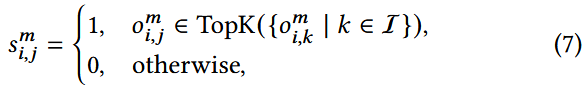 s^m_{i,j} = { 1, o^m_{i,j} ∈ TopK({o^m_{i,k} | k ∈ I}),
0, otherwise, (7)